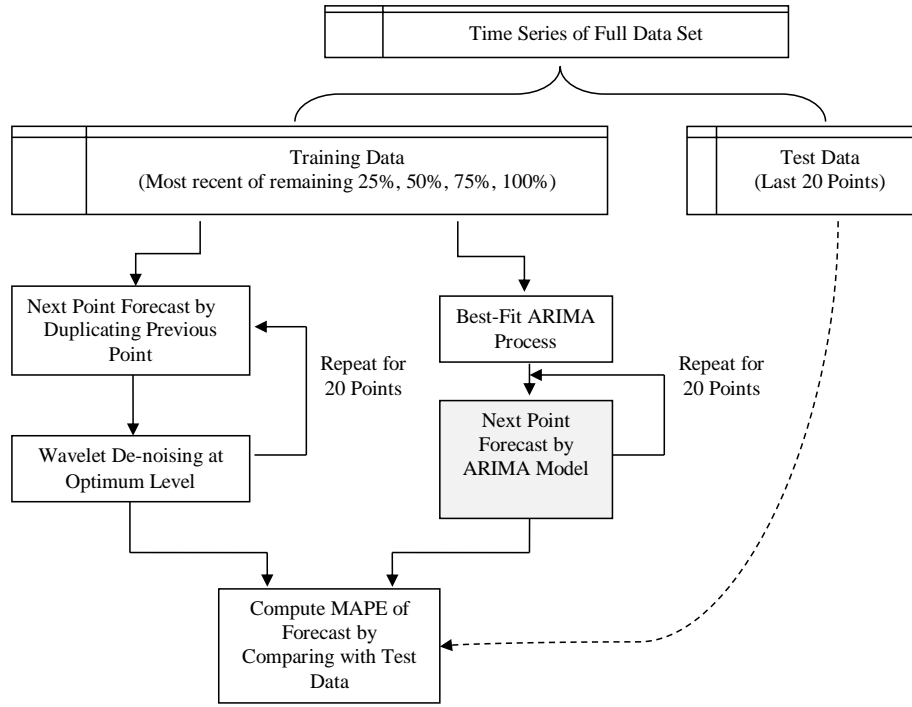 Time Series of Full Data Set
Training Data
(Most recent of remaining 25%, 50%, 75%, 100%)
Test Data
(Last 20 Points)
Next Point Forecast by
Duplicating Previous
Point
Repeat for
20 Points
Wavelet De-noising at
Optimum Level
Best-Fit ARIMA
Process
Repeat for
20 Points
Next Point
Forecast by
ARIMA Model
Compute MAPE of
Forecast by
Comparing with Test
Data